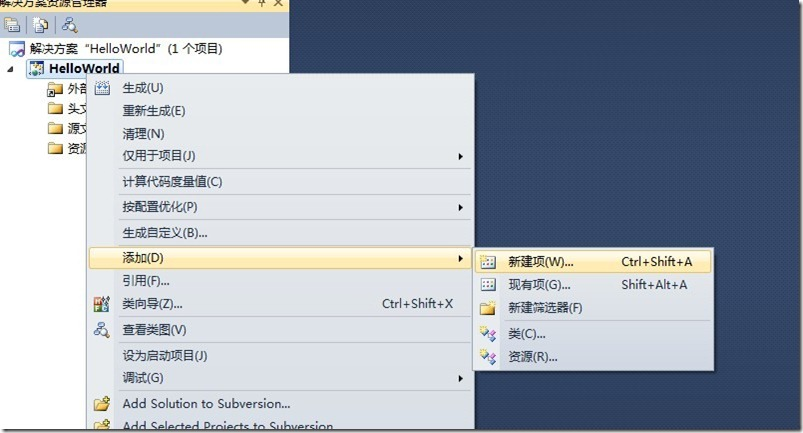 解决方案资源管理器
解决方案“HelloWorld”(1 个项目)
HelloWorld
外部
头文
源文
资源
生成(U)
重新生成(E)
清理(N)
仅用于项目(J)
计算代码度量值(C)
按配置优化(P)
生成自定义(B)...
添加(D)
引用(F)...
类向导(Z)... Ctrl+Shift+X
查看类图(V)
设为启动项目(J)
调试(G)
Add Solution to Subversion...
Add Selected Projects to Subversion
新建项(W)... Ctrl+Shift+A
现有项(G)... Shift+Alt+A
新建筛选器(F)
类(C)...
资源(R)...